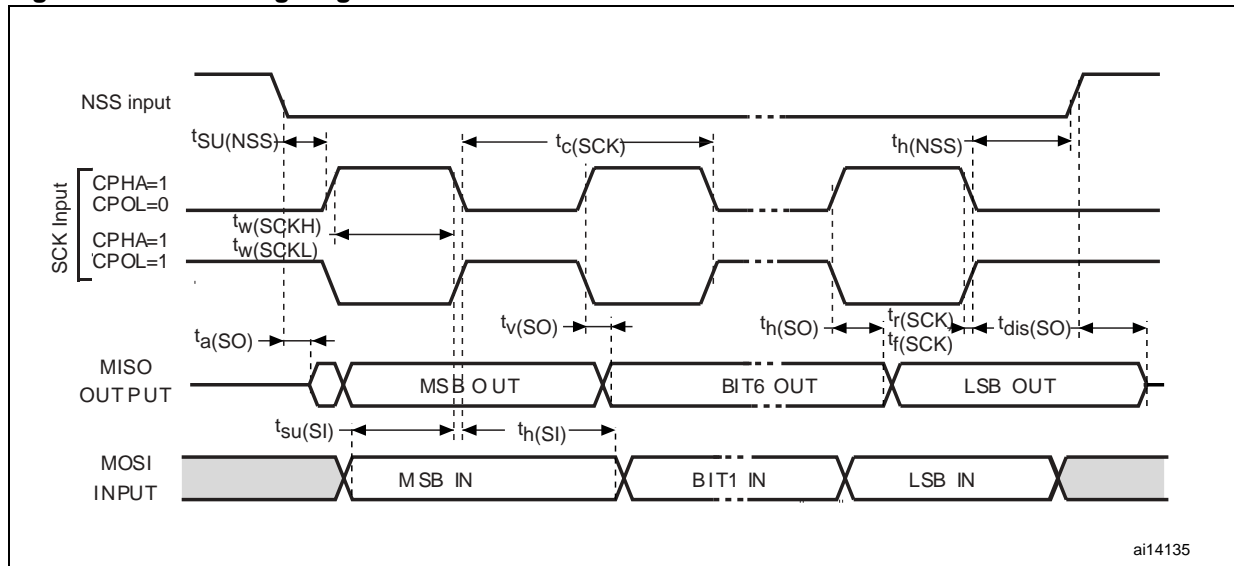 NSS input
tSU(NSS)
tc(SCK)
th(NSS)
SCK Input
CPHA=1
CPOL=0
CPHA=1
CPOL=1
tw(SCKH)
tw(SCKL)
ta(SO)
tv(SO)
th(SO)
tr(SCK)
tf(SCK)
tdis(SO)
MISO
OUTPUT
MSB OUT
BIT6 OUT
LSB OUT
tsu(SI)
th(SI)
MOSI
INPUT
MSB IN
BIT1 IN
LSB IN
ai14135